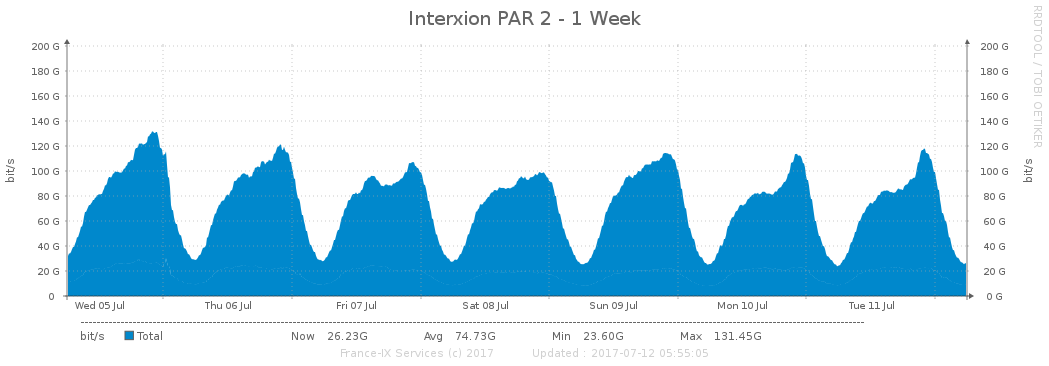 Interxion PAR 2 - 1 Week
RRDTOOL / TOBI OETIKER
bit/s
200 G 200 G
180 G 180 G
160 G 160 G
140 G 140 G
120 G 120 G
100 G 100 G
80 G 80 G
60 G 60 G
40 G 40 G
20 G 20 G
0 0 G
bit/s
Wed 05 Jul Thu 06 Jul Fri 07 Jul Sat 08 Jul Sun 09 Jul Mon 10 Jul Tue 11 Jul
bit/s Total Now 26.23G Avg 74.73G Min 23.60G Max 131.45G
France-IX Services (c) 2017 Updated : 2017-07-12 05:55:05